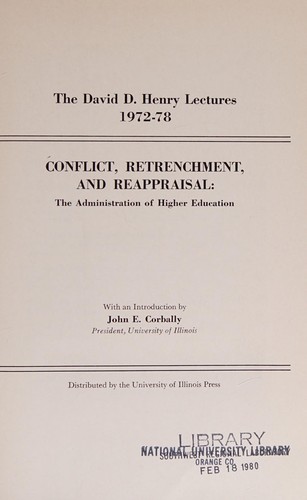 The David D. Henry Lectures
1972-78
CONFLICT, RETRENCHMENT,
AND REAPPRAISAL:
The Administration of Higher Education
With an Introduction by
John E. Corbally
President, University of Illinois
Distributed by the University of Illinois Press
LIBRARY
NATIONAL UNIVERSITY LIBRARY
ORANGE CO.
FEB 18 1980